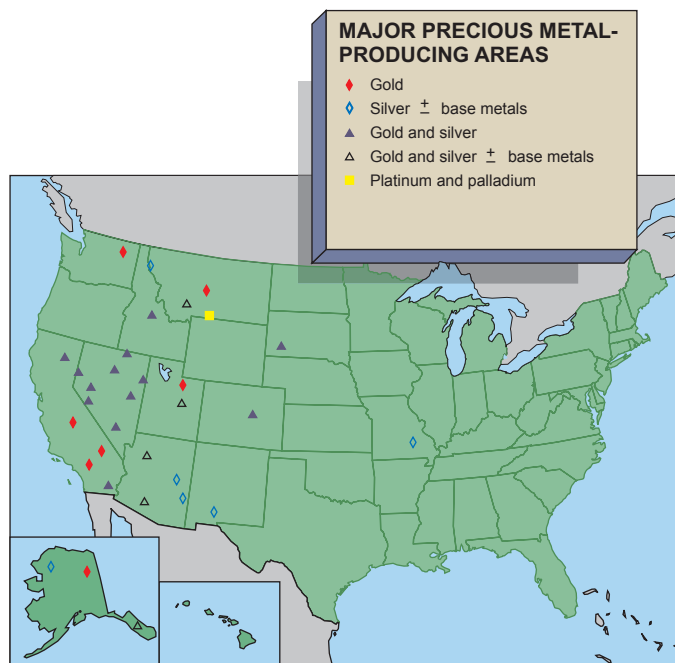 MAJOR PRECIOUS METAL-
PRODUCING AREAS
Gold
Silver ± base metals
Gold and silver
Gold and silver ± base metals
Platinum and palladium